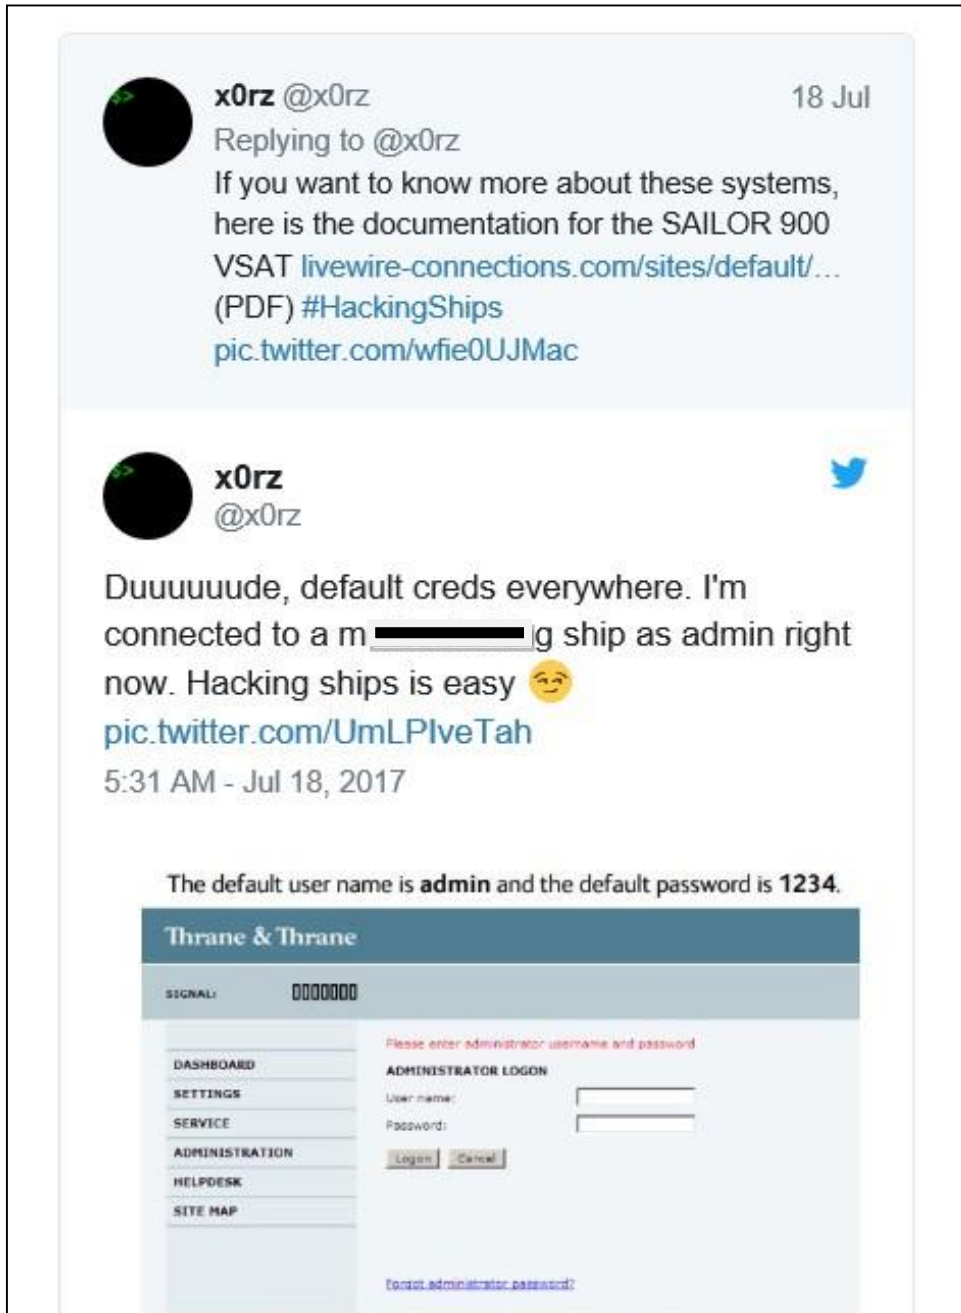 x0rz @x0rz 18 Jul
Replying to @x0rz
If you want to know more about these systems,
here is the documentation for the SAILOR 900
VSAT livewire-connections.com/sites/default/…
(PDF) #HackingShips
pic.twitter.com/wfie0UJMac
x0rz
@x0rz
Duuuuuude, default creds everywhere. I'm
connected to a m g ship as admin right
now. Hacking ships is easy 😏
pic.twitter.com/UmLPIveTah
5:31 AM - Jul 18, 2017
The default user name is admin and the default password is 1234.
Thrane & Thrane
SIGNAL:
Please enter administrator username and password
DASHBOARD
ADMINISTRATOR LOGON
SETTINGS
User name:
SERVICE
Password:
ADMINISTRATION
Logon Cancel
HELPDESK
SITE MAP
Forgot administrator password?